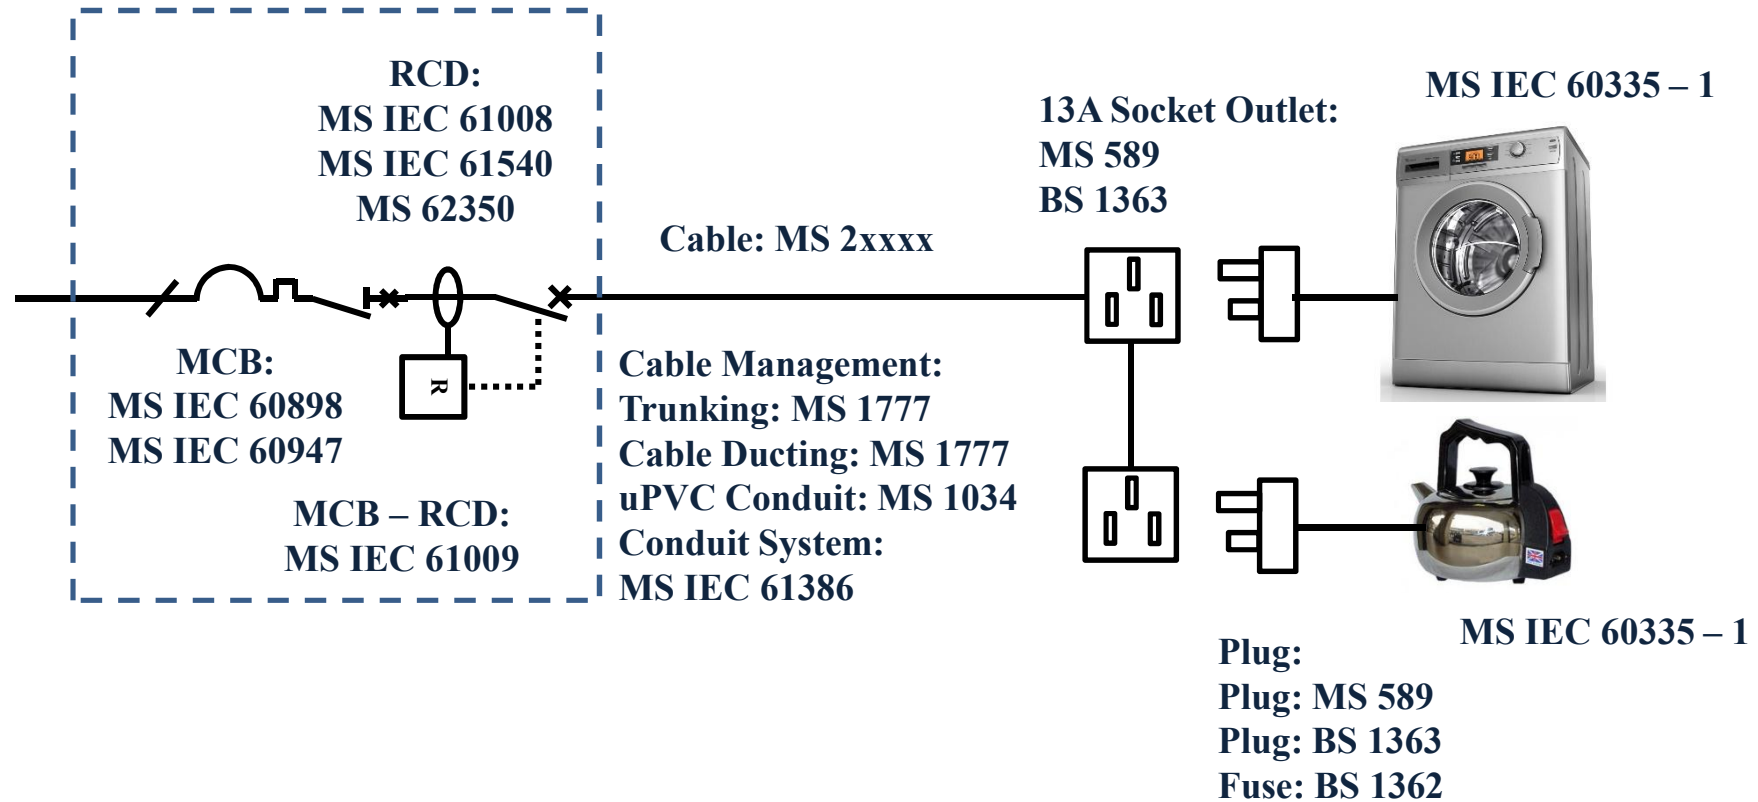 RCD:
MS IEC 61008
MS IEC 61540
MS 62350
MCB:
MS IEC 60898
MS IEC 60947
MCB – RCD:
MS IEC 61009
R
Cable: MS 2xxxx
Cable Management:
Trunking: MS 1777
Cable Ducting: MS 1777
uPVC Conduit: MS 1034
Conduit System:
MS IEC 61386
13A Socket Outlet:
MS 589
BS 1363
MS IEC 60335 – 1
MS IEC 60335 – 1
Plug:
Plug: MS 589
Plug: BS 1363
Fuse: BS 1362